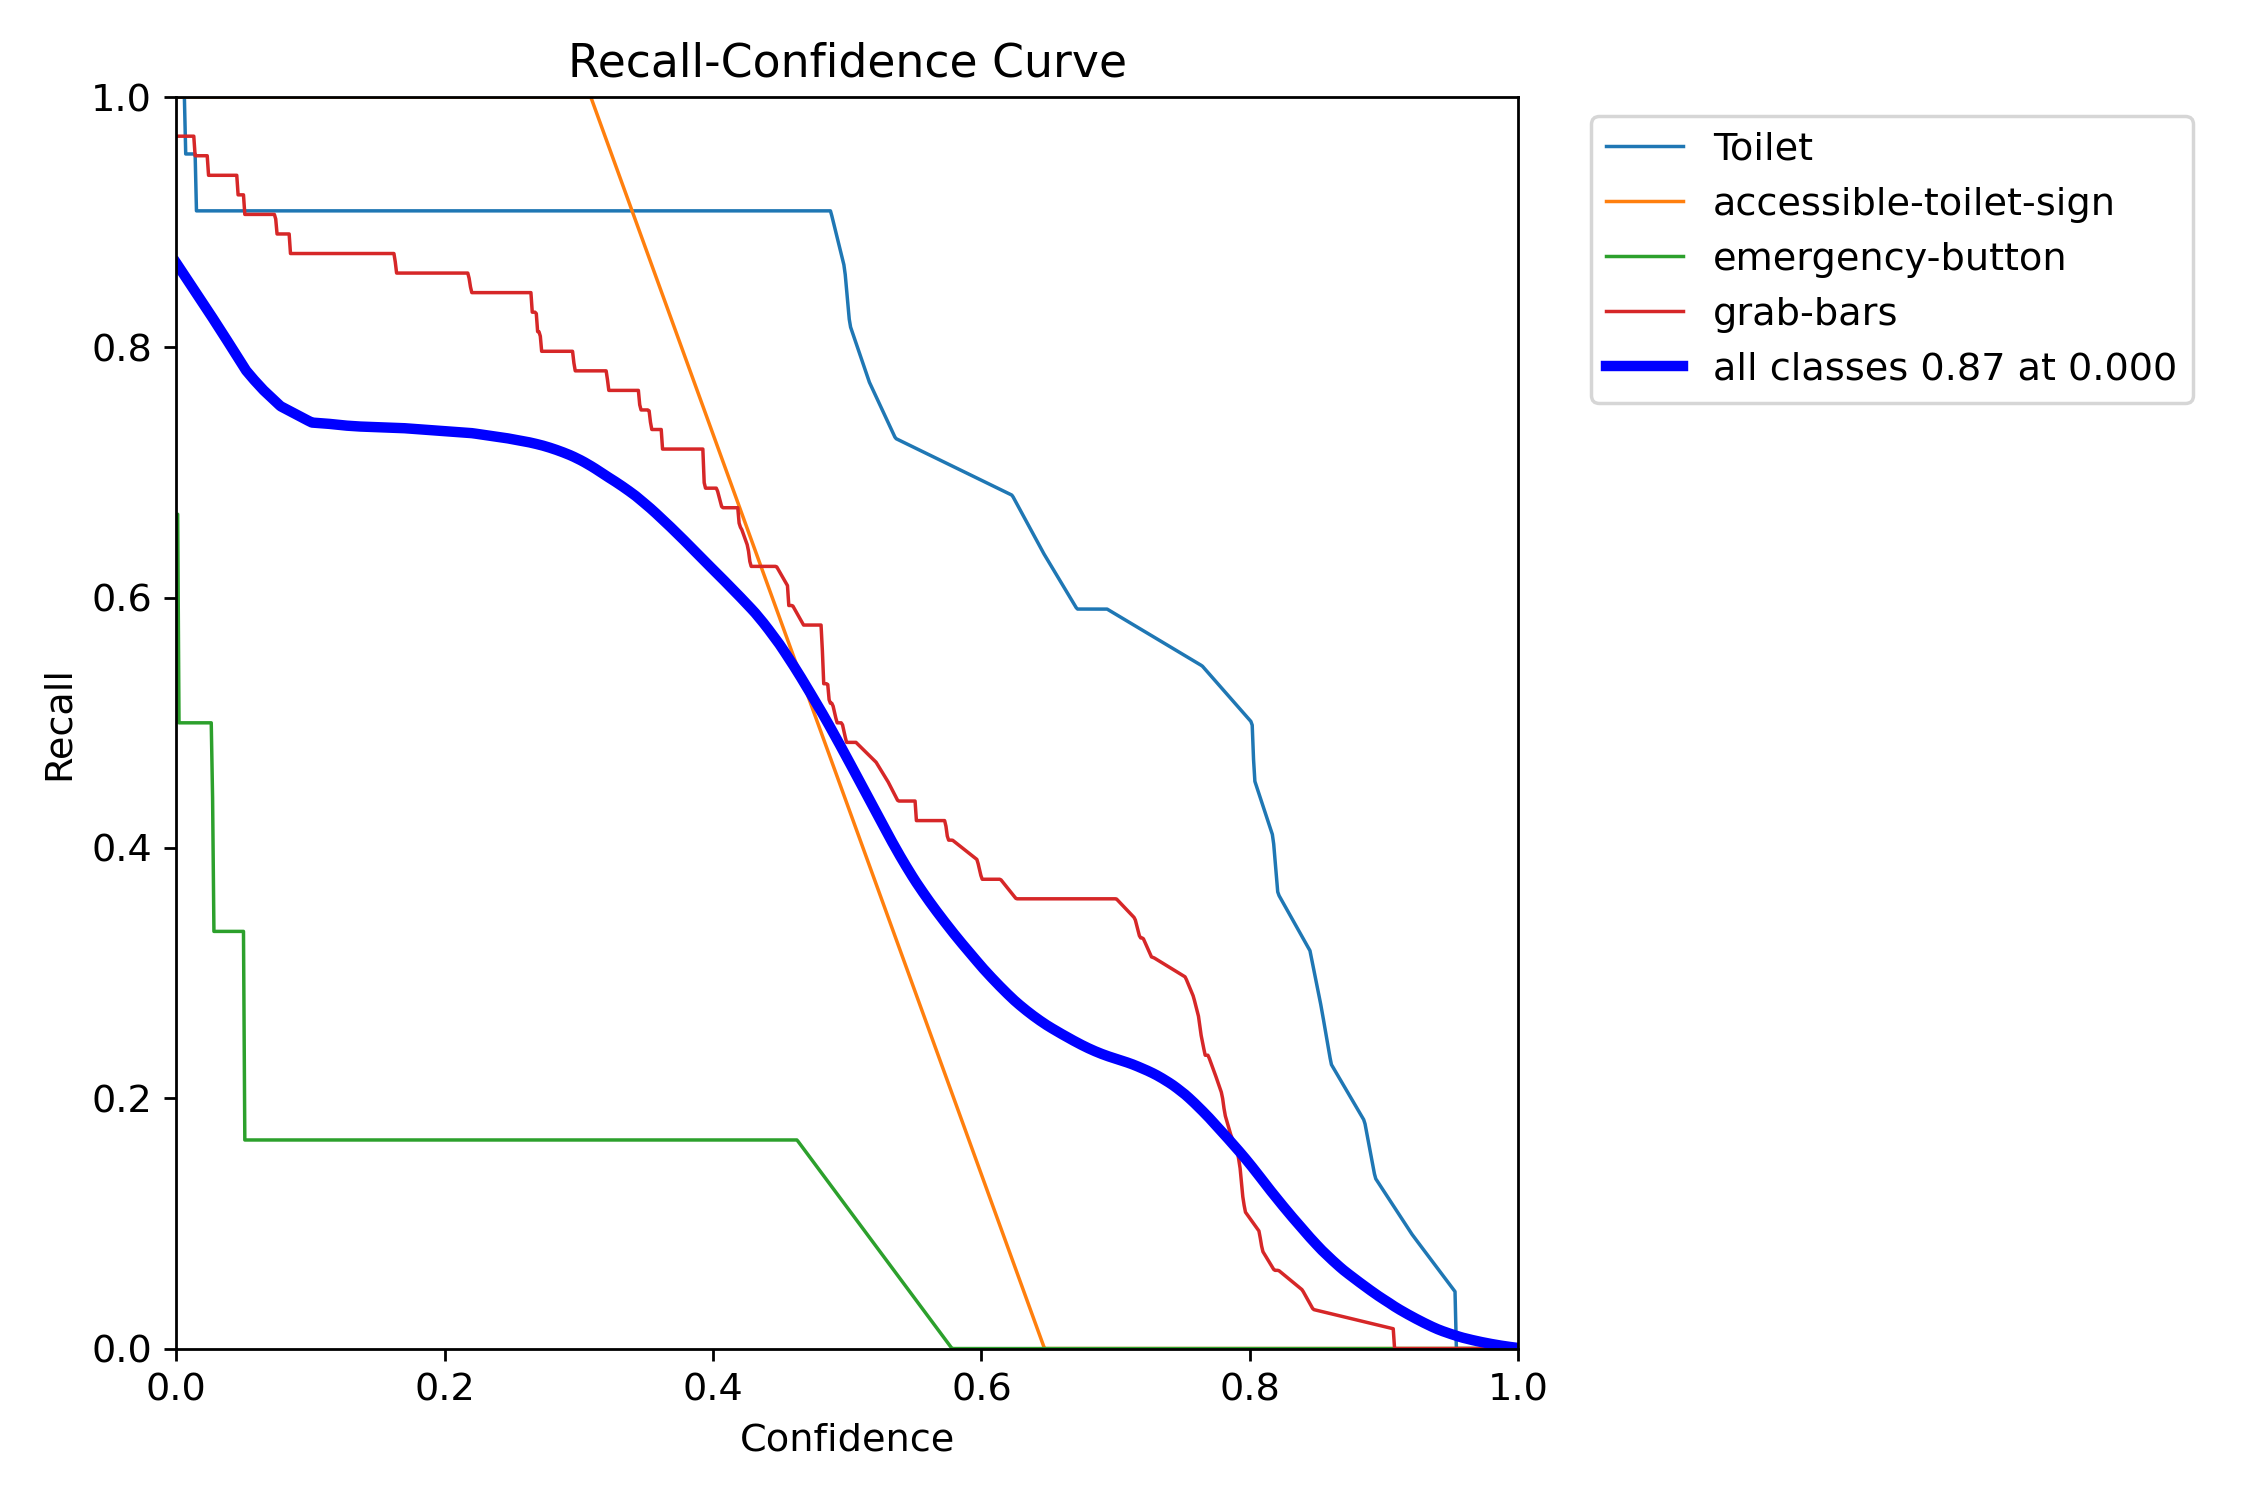 Recall-Confidence Curve
1.0
0.8
0.6
0.4
0.2
0.0
Recall
0.0 0.2 0.4 0.6 0.8 1.0
Confidence
Toilet
accessible-toilet-sign
emergency-button
grab-bars
all classes 0.87 at 0.000